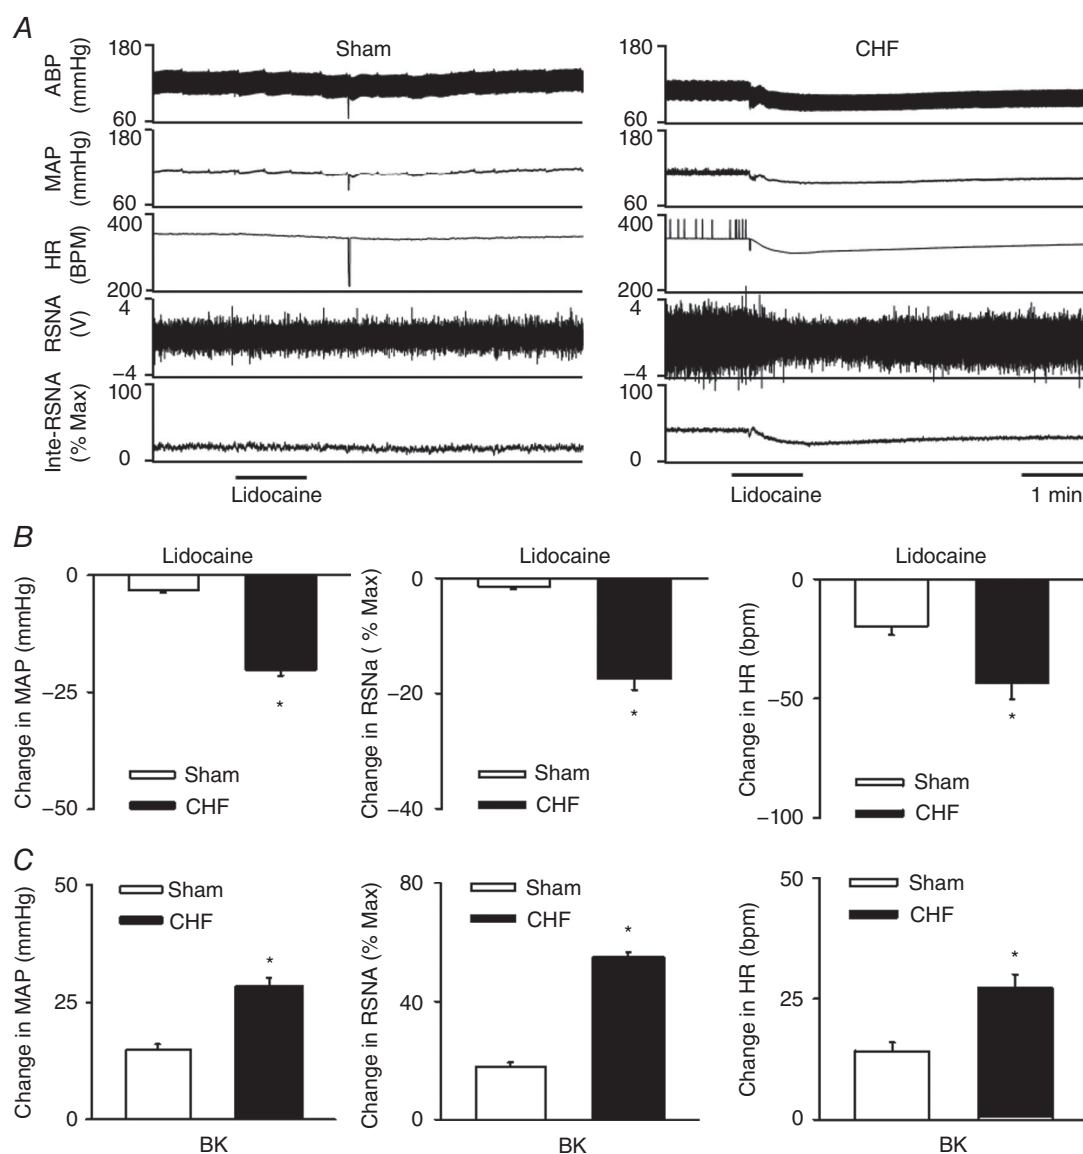 A
Sham
CHF
ABP
(mmHg)
180
60
180
60
MAP
(mmHg)
180
60
180
60
HR
(BPM)
400
200
400
200
RSNA
(V)
4
−4
4
−4
Inte-RSNA
(% Max)
100
0
100
0
Lidocaine
Lidocaine
1 min
B
Lidocaine
Change in MAP (mmHg)
0
−25
−50
*
Sham
CHF
Lidocaine
Change in RSNa ( % Max)
0
−20
−40
*
Sham
CHF
Lidocaine
Change in HR (bpm)
0
−50
−100
*
Sham
CHF
C
Change in MAP (mmHg)
50
25
0
Sham
CHF
*
BK
Change in RSNA (% Max)
80
40
0
Sham
CHF
*
BK
Change in HR (bpm)
50
25
0
Sham
CHF
*
BK